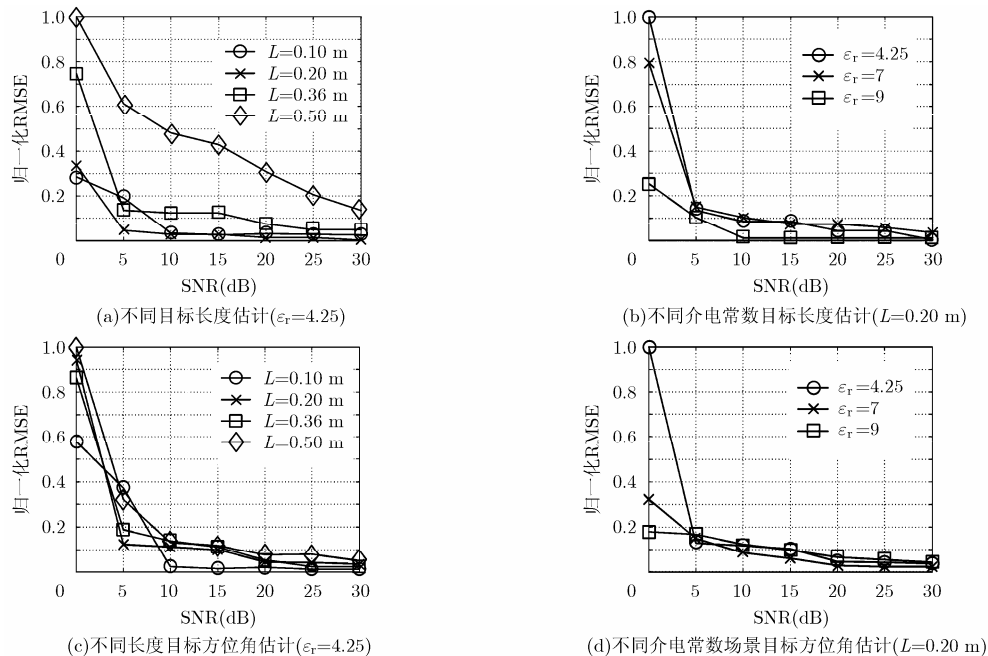 归一化RMSE
1.0
0.8
0.6
0.4
0.2
0
5
10
15
20
25
30
L=0.10 m
L=0.20 m
L=0.36 m
L=0.50 m
SNR(dB)
(a)不同目标长度估计(εr=4.25)
归一化RMSE
1.0
0.8
0.6
0.4
0.2
0
5
10
15
20
25
30
εr=4.25
εr=7
εr=9
SNR(dB)
(b)不同介电常数目标长度估计(L=0.20 m)
归一化RMSE
1.0
0.8
0.6
0.4
0.2
0
5
10
15
20
25
30
L=0.10 m
L=0.20 m
L=0.36 m
L=0.50 m
SNR(dB)
(c)不同长度目标方位角估计(εr=4.25)
归一化RMSE
1.0
0.8
0.6
0.4
0.2
0
5
10
15
20
25
30
εr=4.25
εr=7
εr=9
SNR(dB)
(d)不同介电常数场景目标方位角估计(L=0.20 m)